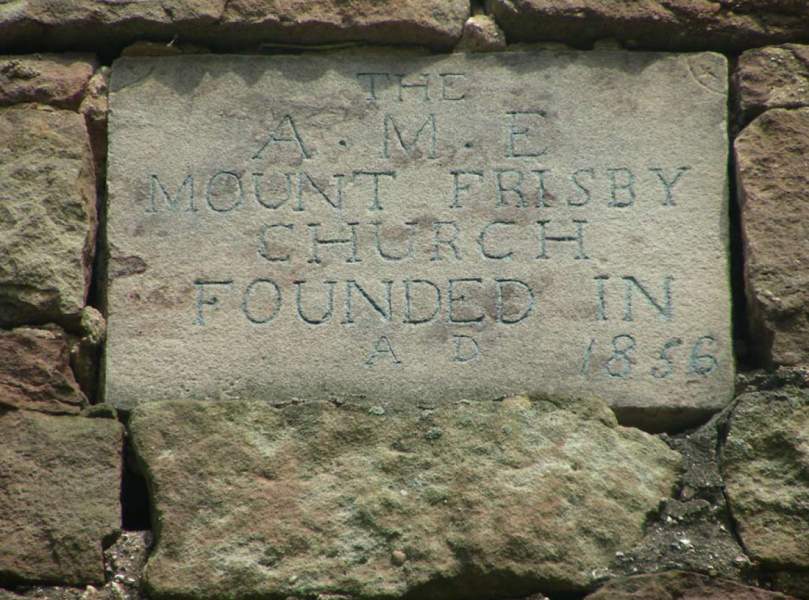 THE
A·M·E
MOUNT FRISBY
CHURCH
FOUNDED IN
A D 1856